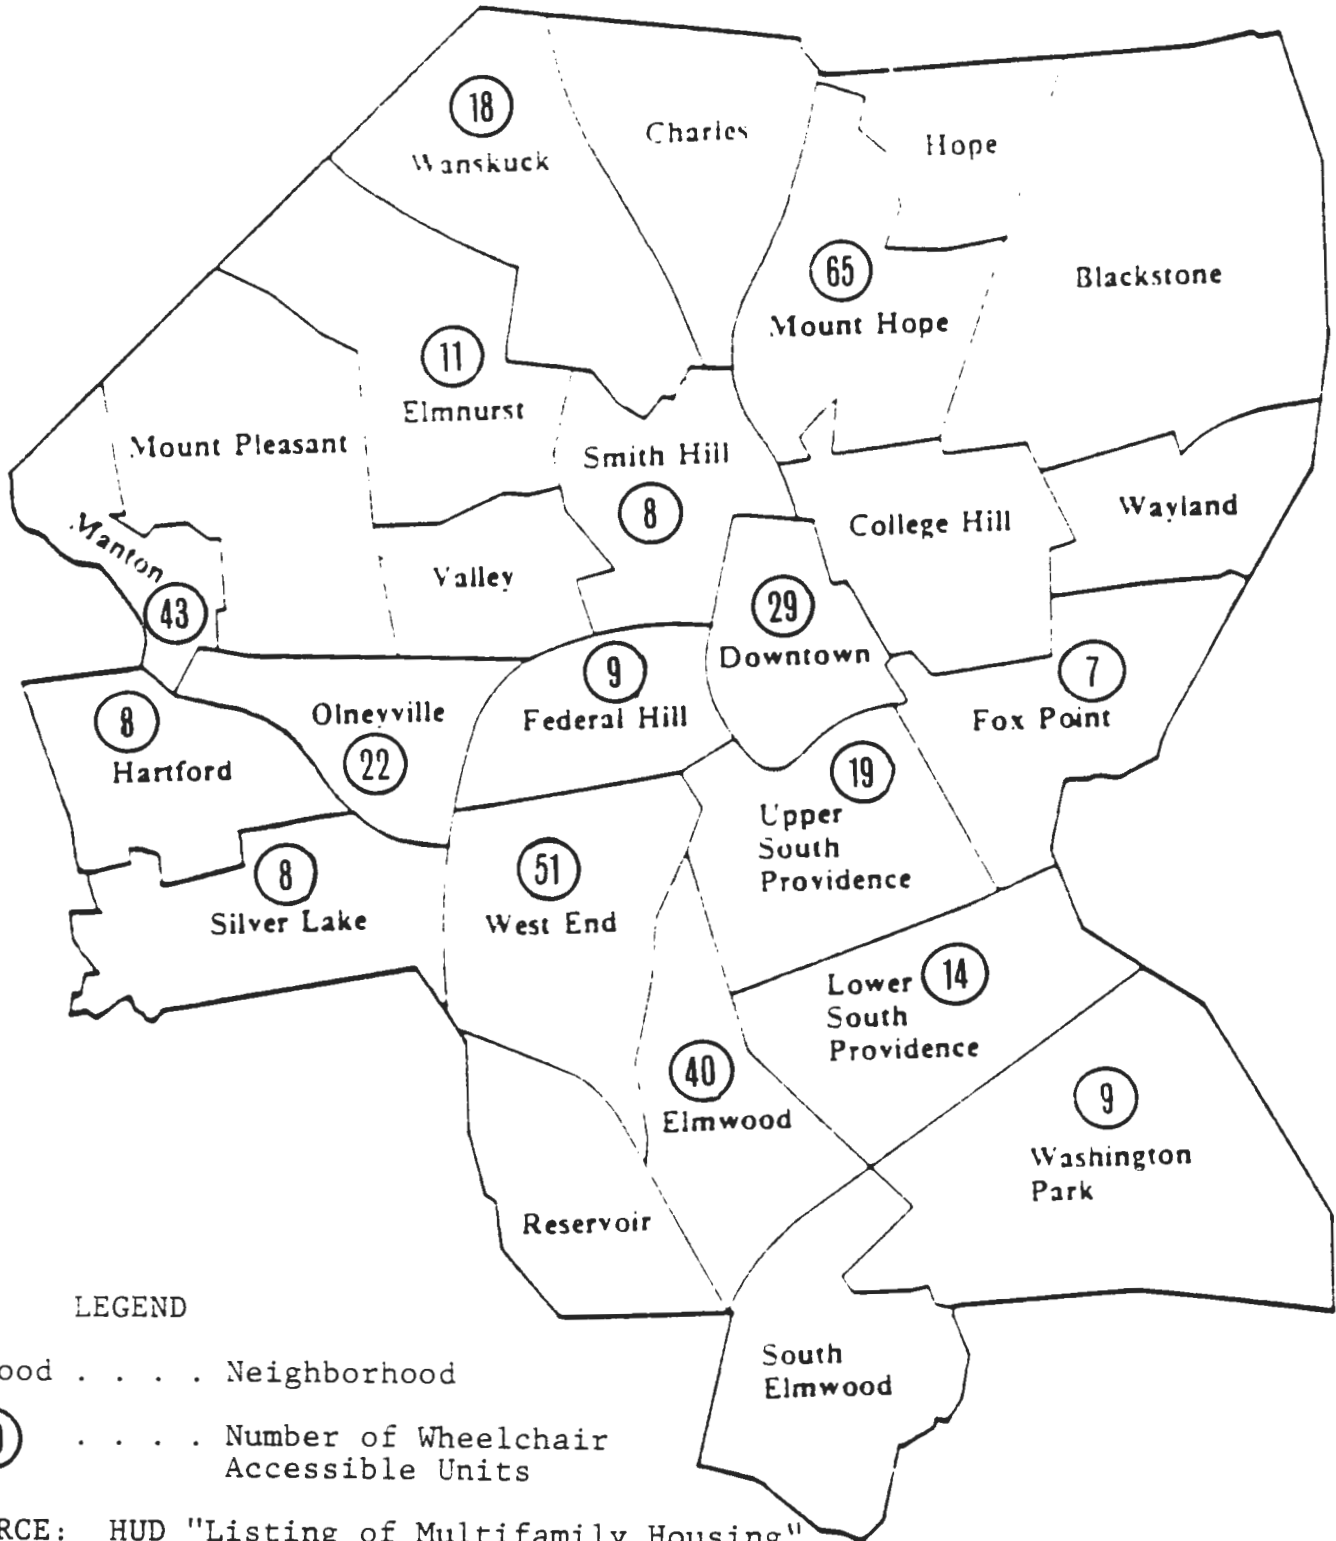 18
Wanskuck
Charles
Hope
65
Mount Hope
Blackstone
11
Elmnurst
Mount Pleasant
Smith Hill
8
College Hill
Wayland
Manton
43
Valley
29
Downtown
9
Federal Hill
7
Fox Point
8
Hartford
Olneyville
22
19
Upper
South
Providence
8
Silver Lake
51
West End
Lower
South
Providence
14
40
Elmwood
9
Washington
Park
Reservoir
South
Elmwood
LEGEND
ood . . . . Neighborhood
. . . . Number of Wheelchair
Accessible Units
RCE: HUD "Listing of Multifamily Housing"